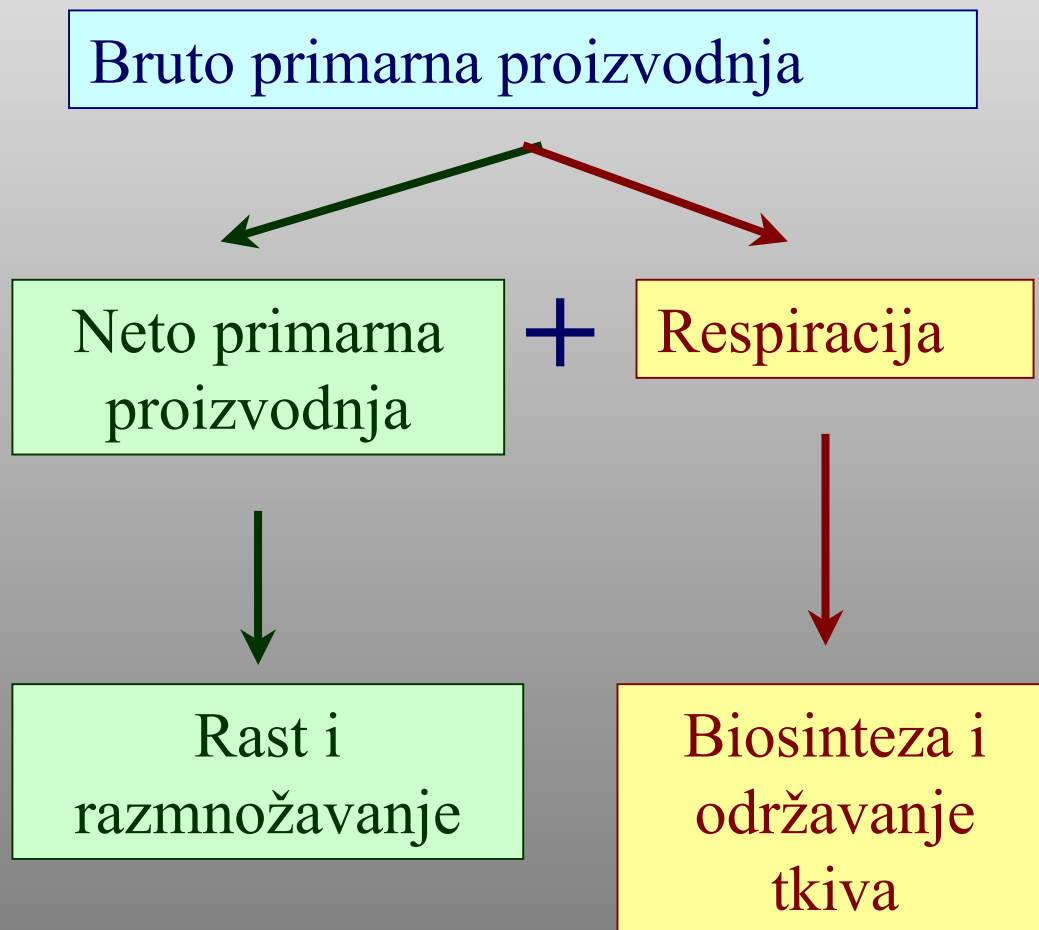 Bruto primarna proizvodnja
Neto primarna
proizvodnja
+
Respiracija
Rast i
razmnožavanje
Biosinteza i
održavanje
tkiva